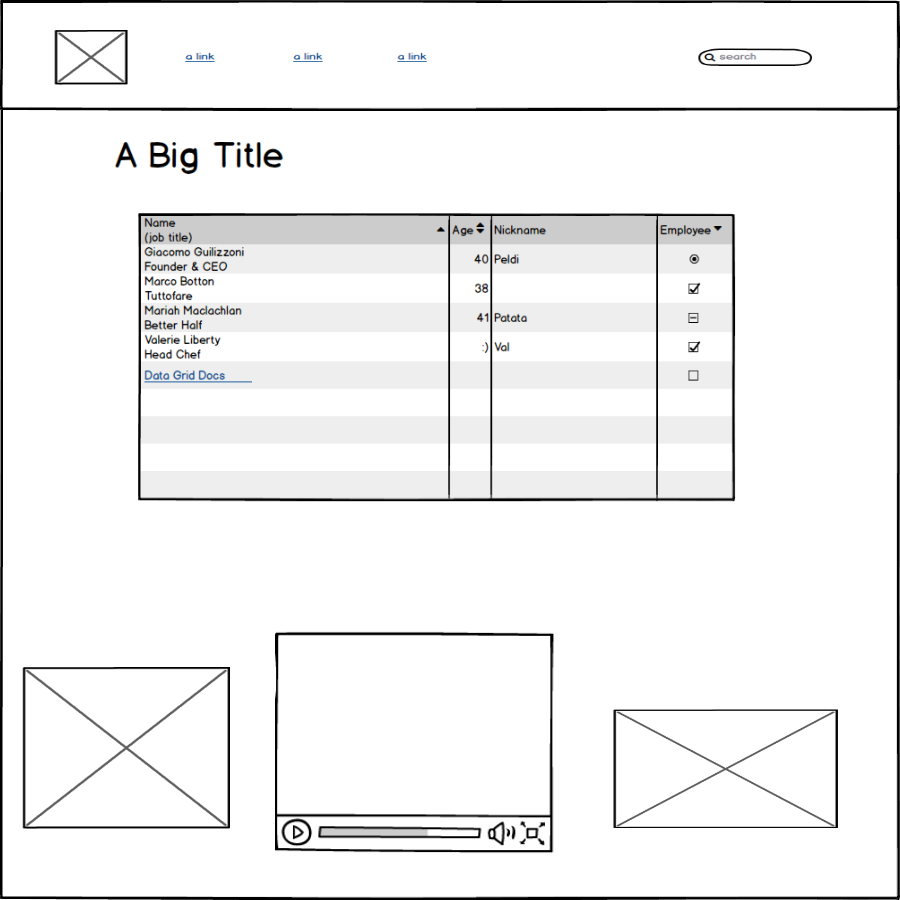 a link a link a link search
A Big Title
Name
(job title) Age Nickname Employee
Giacomo Guilizzoni
Founder & CEO 40 Peldi
Marco Botton
Tuttofare 38
Mariah Maclachlan
Better Half 41 Patata
Valerie Liberty
Head Chef :) Val
Data Grid Docs